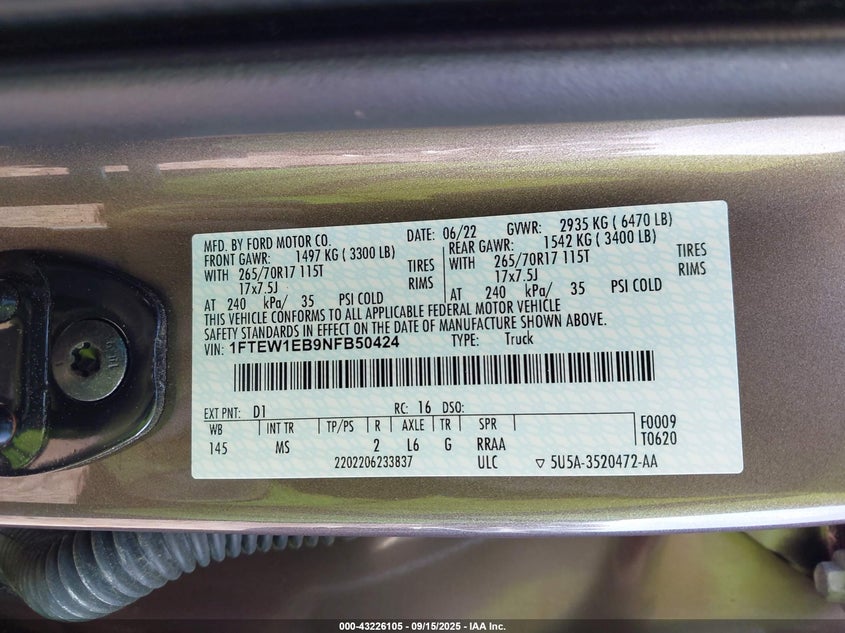 MFD. BY FORD MOTOR CO. DATE: 06/22 GVWR: 2935 KG ( 6470 LB)
FRONT GAWR: 1497 KG ( 3300 LB) REAR GAWR: 1542 KG ( 3400 LB)
WITH 265/70R17 115T TIRES WITH 265/70R17 115T TIRES
17x7.5J RIMS 17x7.5J RIMS
AT 240 kPa/ 35 PSI COLD AT 240 kPa/ 35 PSI COLD
THIS VEHICLE CONFORMS TO ALL APPLICABLE FEDERAL MOTOR VEHICLE
SAFETY STANDARDS IN EFFECT ON THE DATE OF MANUFACTURE SHOWN ABOVE.
VIN: 1FTEW1EB9NFB50424 TYPE: Truck
EXT PNT: D1 RC: 16 DSO: F0009
WB INT TR TP/PS R AXLE TR SPR T0620
145 MS 2 L6 G RRAA
2202206233837 ULC ▽ 5U5A-3520472-AA
000-43226105 - 09/15/2025 - IAA Inc.